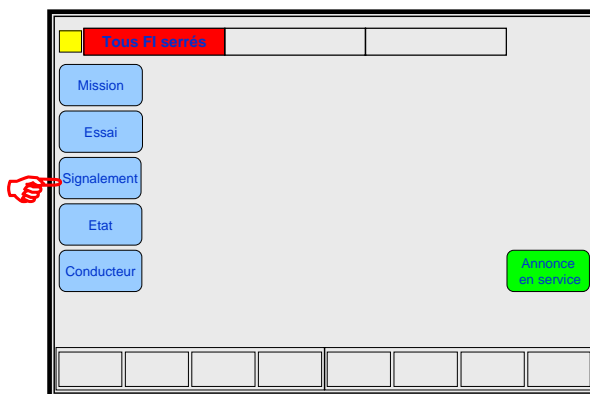 Tous FI serrés
Mission
Essai
Signalement
Etat
Conducteur
Annonce
en service